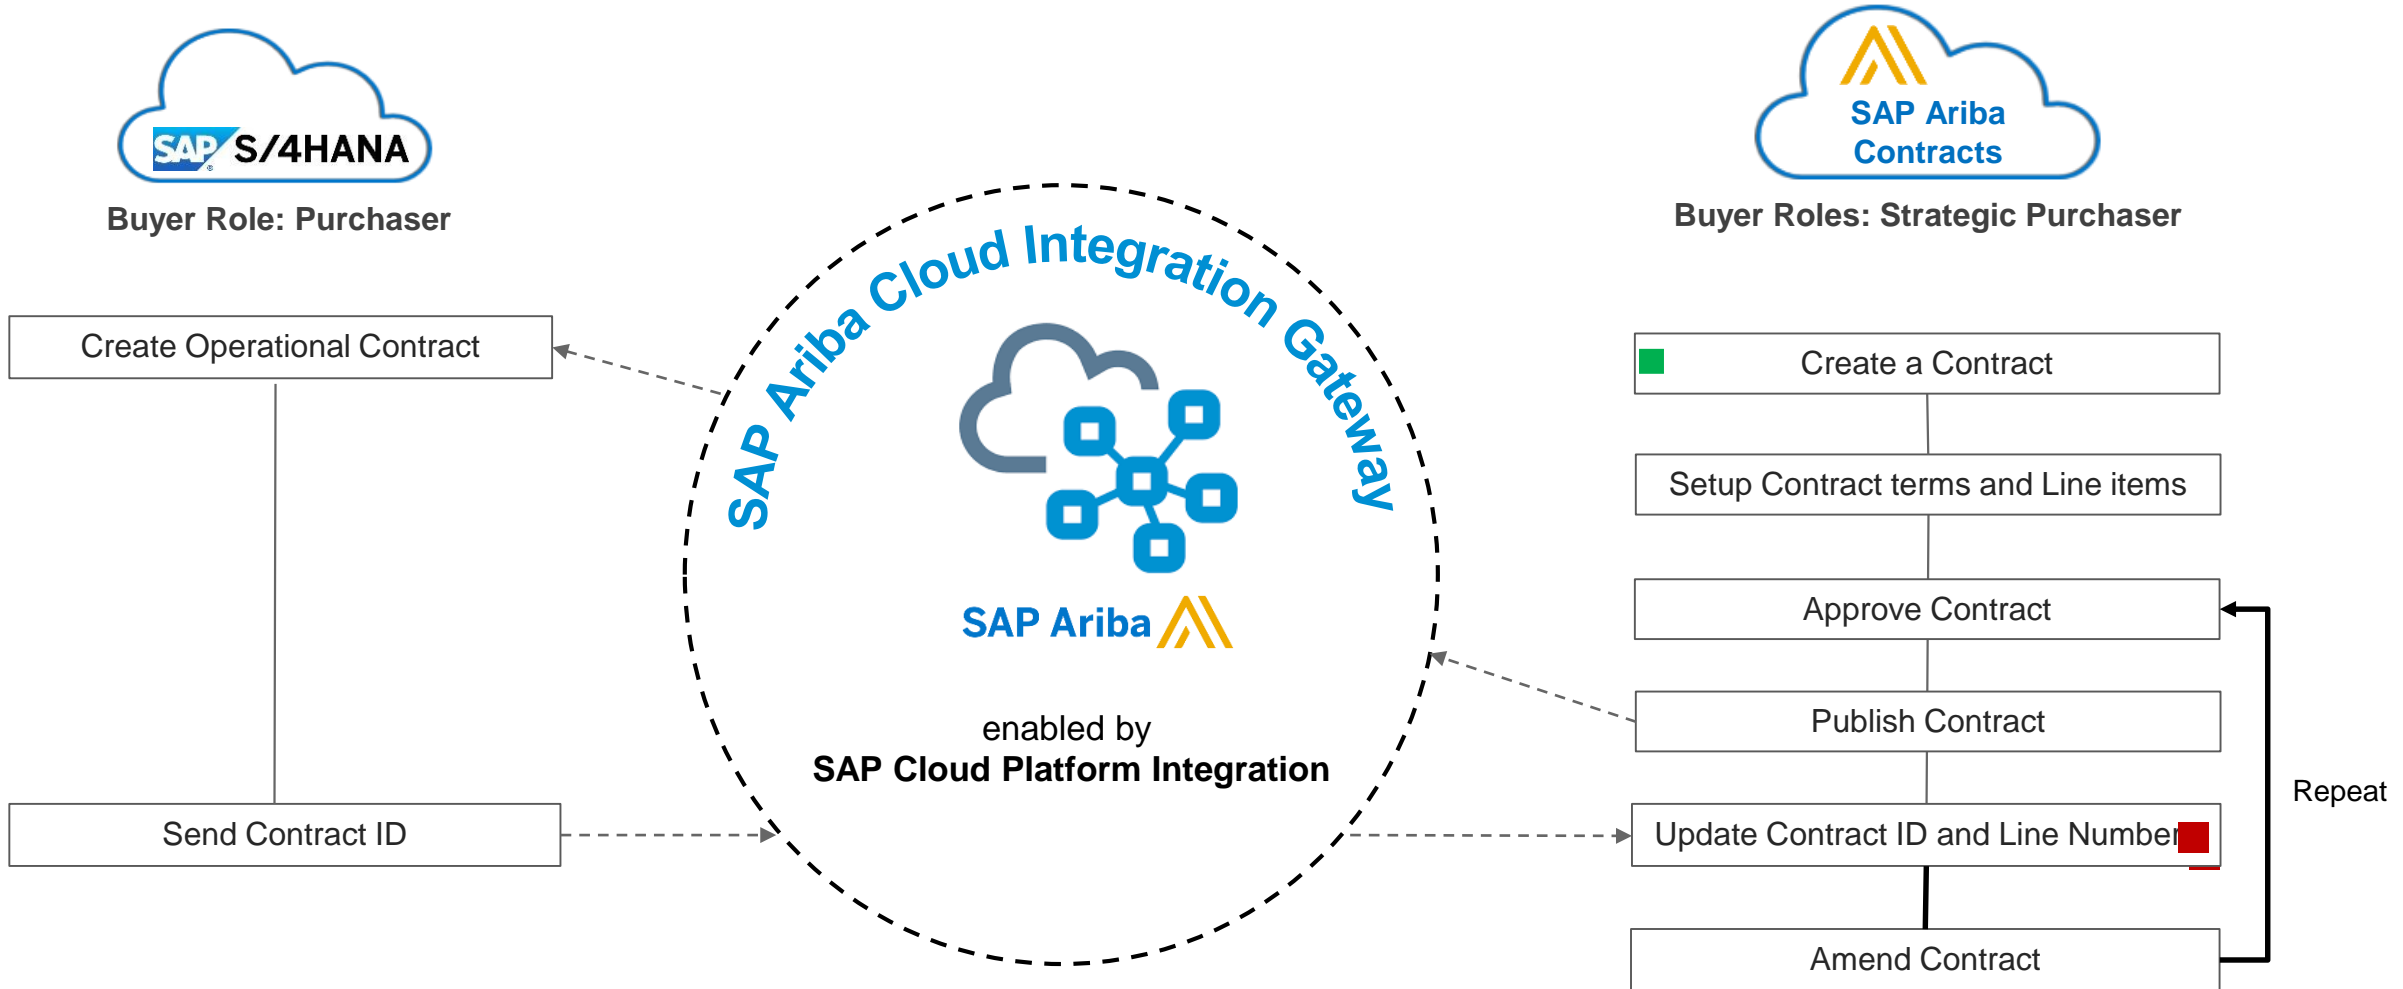 SAP S/4HANA
Buyer Role: Purchaser
Create Operational Contract
Send Contract ID
SAP Ariba Cloud Integration Gateway
SAP Ariba
enabled by
SAP Cloud Platform Integration
SAP Ariba
Contracts
Buyer Roles: Strategic Purchaser
Create a Contract
Setup Contract terms and Line items
Approve Contract
Publish Contract
Update Contract ID and Line Number
Amend Contract
Repeat